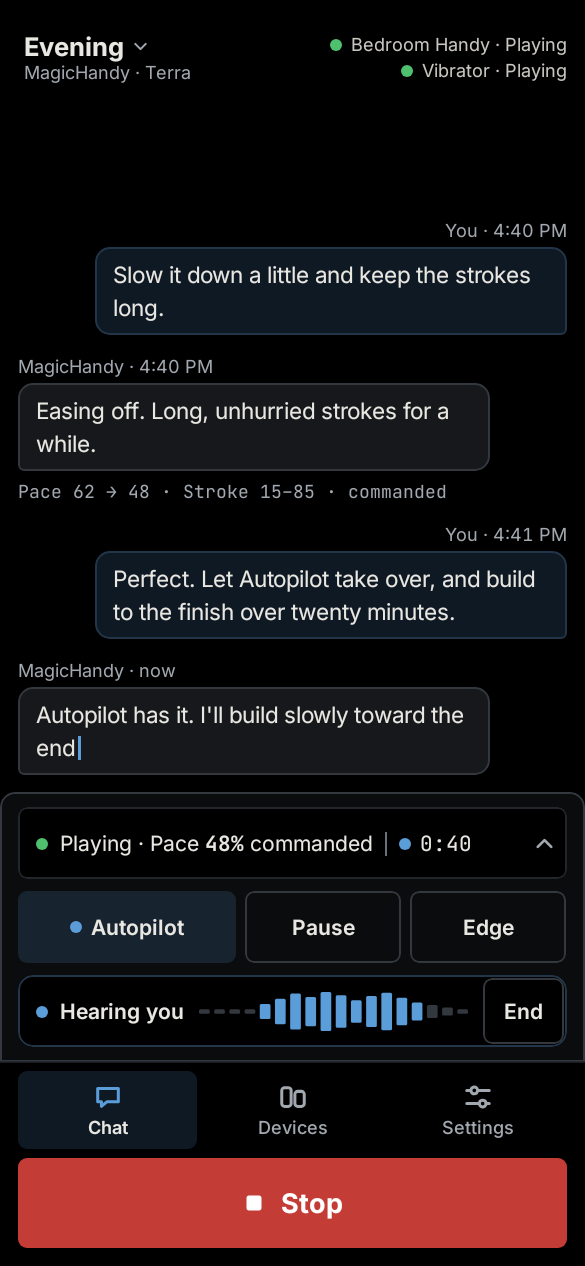 Evening
MagicHandy · Terra
Bedroom Handy · Playing
Vibrator · Playing
You · 4:40 PM
Slow it down a little and keep the strokes
long.
MagicHandy · 4:40 PM
Easing off. Long, unhurried strokes for a
while.
Pace 62 → 48 · Stroke 15–85 · commanded
You · 4:41 PM
Perfect. Let Autopilot take over, and build
to the finish over twenty minutes.
MagicHandy · now
Autopilot has it. I'll build slowly toward the
end
Playing · Pace 48% commanded
0:40
Autopilot
Pause
Edge
Hearing you
End
Chat
Devices
Settings
Stop